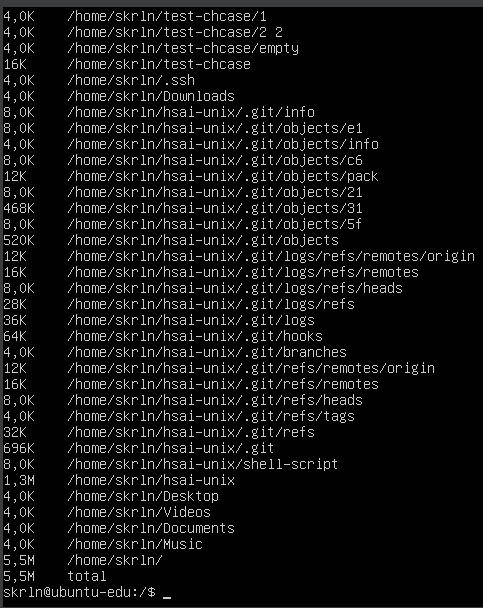 4,0K /home/skrln/test-chcase/1
4,0K /home/skrln/test-chcase/2 2
4,0K /home/skrln/test-chcase/empty
16K /home/skrln/test-chcase
4,0K /home/skrln/.ssh
4,0K /home/skrln/Downloads
8,0K /home/skrln/hsai-unix/.git/info
8,0K /home/skrln/hsai-unix/.git/objects/e1
4,0K /home/skrln/hsai-unix/.git/objects/info
8,0K /home/skrln/hsai-unix/.git/objects/c6
12K /home/skrln/hsai-unix/.git/objects/pack
8,0K /home/skrln/hsai-unix/.git/objects/21
468K /home/skrln/hsai-unix/.git/objects/31
8,0K /home/skrln/hsai-unix/.git/objects/5f
520K /home/skrln/hsai-unix/.git/objects
12K /home/skrln/hsai-unix/.git/logs/refs/remotes/origin
16K /home/skrln/hsai-unix/.git/logs/refs/remotes
8,0K /home/skrln/hsai-unix/.git/logs/refs/heads
28K /home/skrln/hsai-unix/.git/logs/refs
36K /home/skrln/hsai-unix/.git/logs
64K /home/skrln/hsai-unix/.git/hooks
4,0K /home/skrln/hsai-unix/.git/branches
12K /home/skrln/hsai-unix/.git/refs/remotes/origin
16K /home/skrln/hsai-unix/.git/refs/remotes
8,0K /home/skrln/hsai-unix/.git/refs/heads
4,0K /home/skrln/hsai-unix/.git/refs/tags
32K /home/skrln/hsai-unix/.git/refs
696K /home/skrln/hsai-unix/.git
8,0K /home/skrln/hsai-unix/shell-script
1,3M /home/skrln/hsai-unix
4,0K /home/skrln/Desktop
4,0K /home/skrln/Videos
4,0K /home/skrln/Documents
4,0K /home/skrln/Music
5,5M /home/skrln/
5,5M total
skrln@ubuntu-edu:/$ _